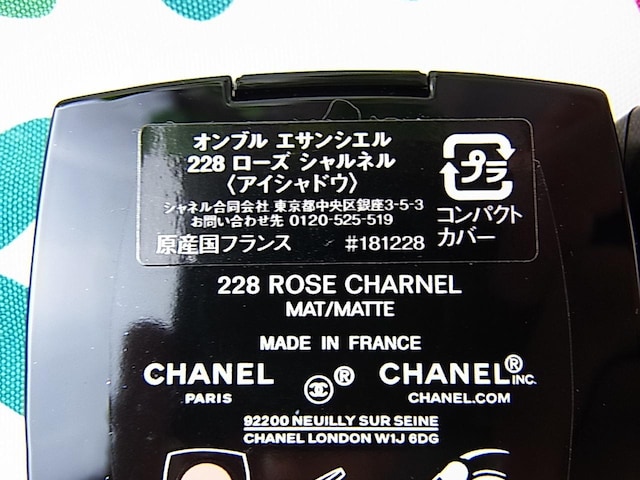 オンブル エサンシエル
228 ローズ シャルネル
〈アイシャドウ〉
シャネル合同会社 東京都中央区銀座3-5-3
お問い合わせ先 0120-525-519
原産国フランス #181228
プラ
コンパクト
カバー
228 ROSE CHARNEL
MAT/MATTE
MADE IN FRANCE
CHANEL ® CHANEL® INC.
PARIS CHANEL.COM
92200 NEUILLY SUR SEINE
CHANEL LONDON W1J 6DG